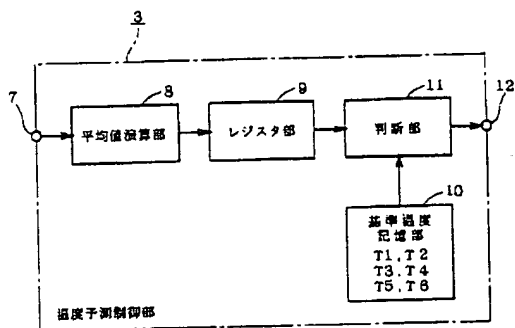 3
7
8
平均値演算部
9
レジスタ部
11
判断部
12
10
基準温度
記憶部
T1,T2
T3,T4
T5,T6
温度予測制御部